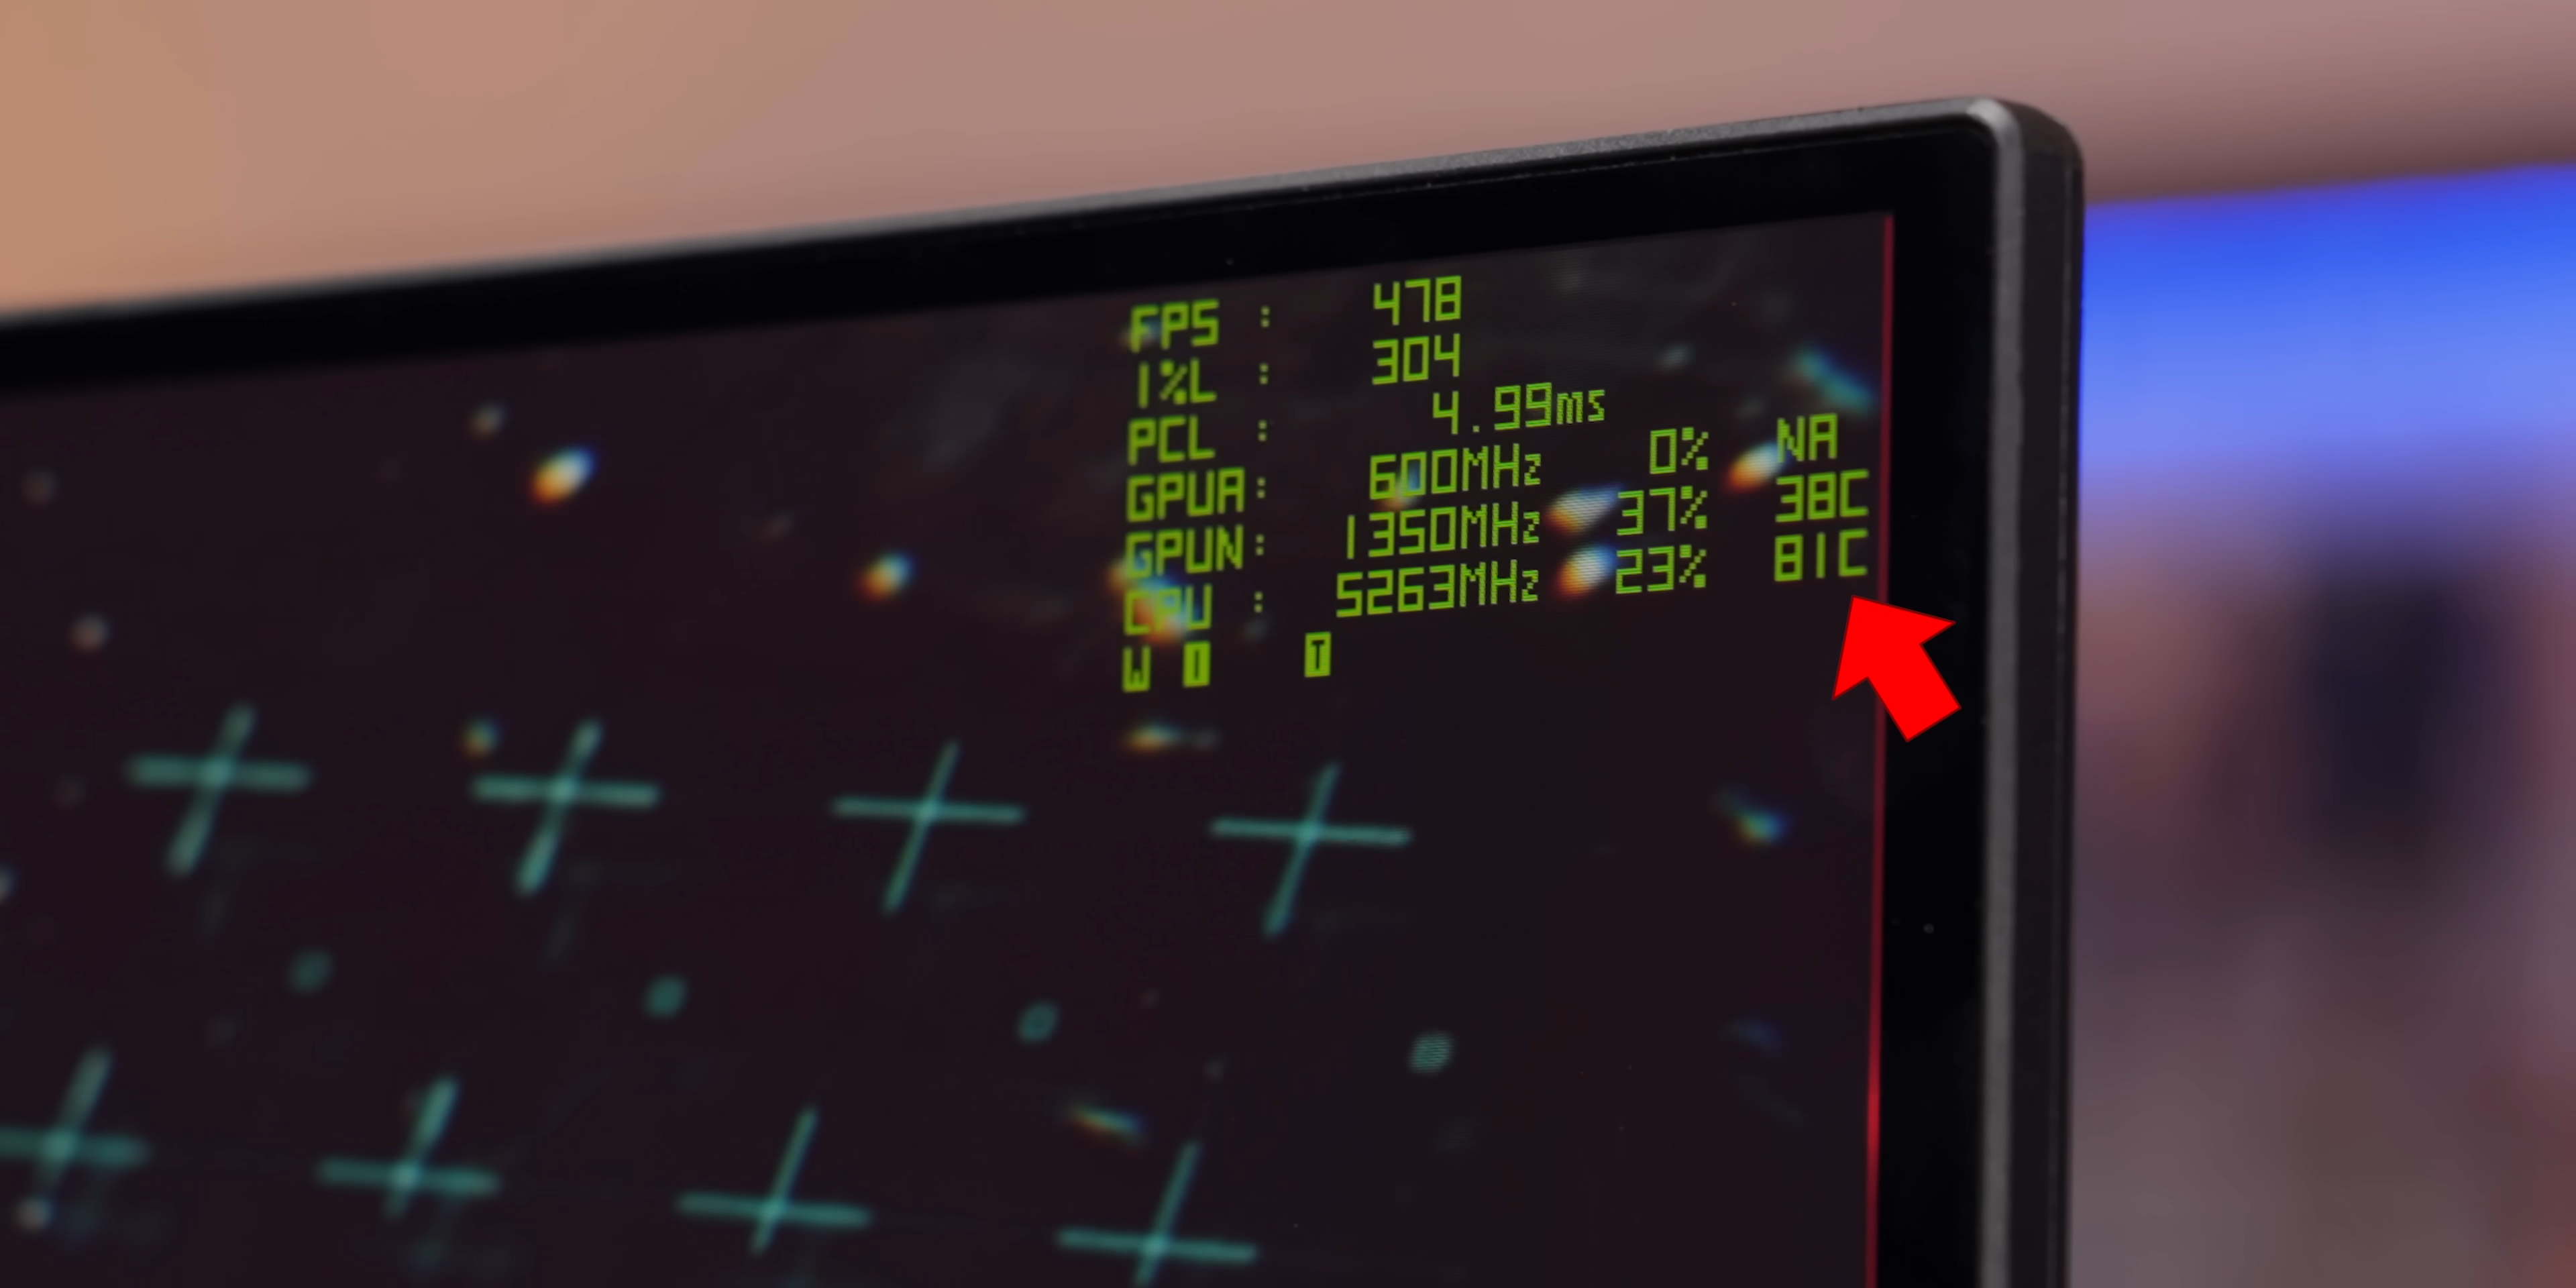 FPS : 478
1%L : 304
PCL : 4.99ms
GPUA: 600MHz 0% NA
GPUN: 1350MHz 37% 38C
CPU : 5263MHz 23% 81C
W I T